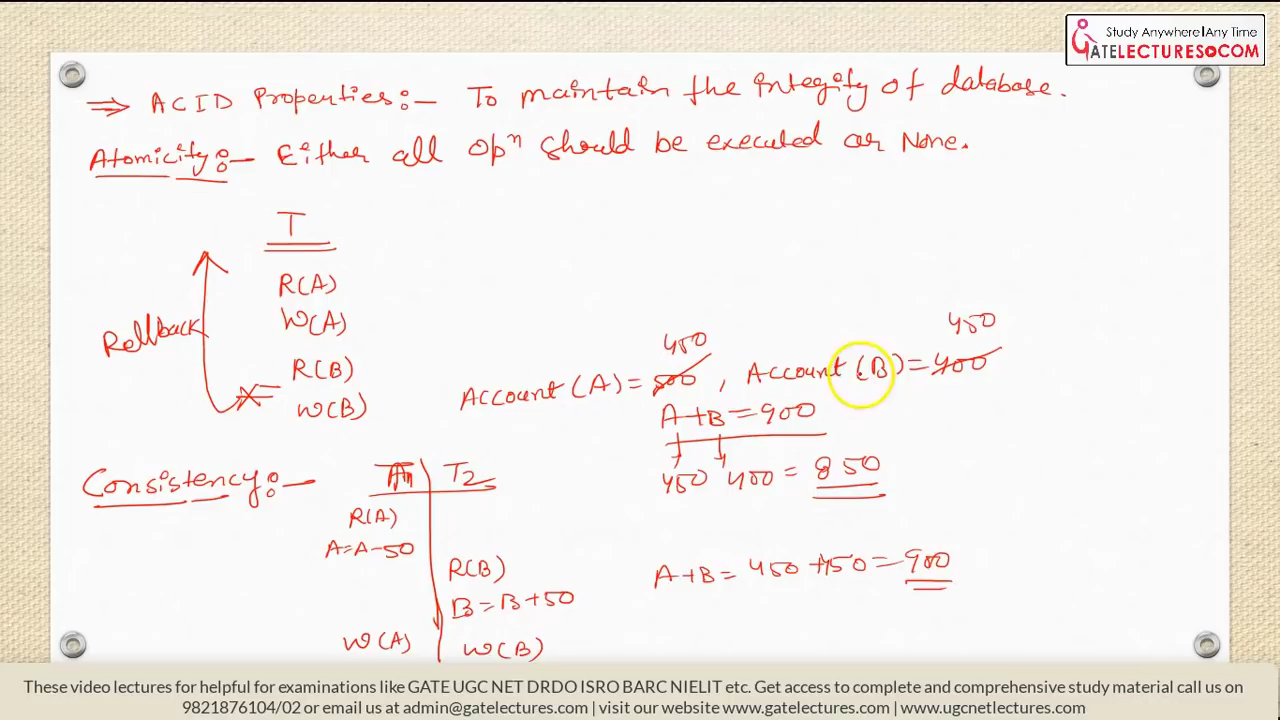 Study Anywhere Any Time
GATELECTURES.COM
⇒ ACID Properties:- To maintain the Integrity of database.
Atomicity:- Either all opⁿ should be executed or None.
T
R(A)
W(A)
Rollback
R(B)
W(B)
450
450
Account (A) = 500, Account (B) = 400
A+B = 900
450 400 = 850
Consistency:-
T2
R(A)
A=A-50
R(B)
B=B+50
A+B = 450 + 450 = 900
W(A)
W(B)
These video lectures for helpful for examinations like GATE UGC NET DRDO ISRO BARC NIELIT etc. Get access to complete and comprehensive study material call us on
9821876104/02 or email us at admin@gatelectures.com | visit our website www.gatelectures.com | www.ugcnetlectures.com